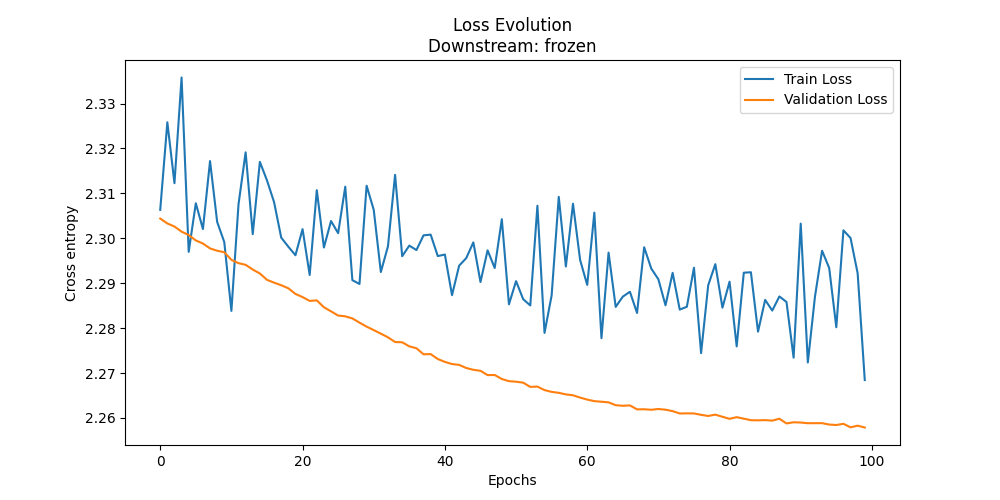 Loss Evolution
Downstream: frozen
Train Loss
Validation Loss
Cross entropy
2.33
2.32
2.31
2.30
2.29
2.28
2.27
2.26
0 20 40 60 80 100
Epochs